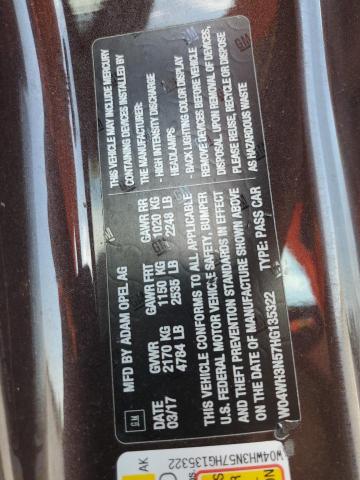 THIS VEHICLE MAY INCLUDE MERCURY
CONTAINING DEVICES INSTALLED BY
THE MANUFACTURER:
- HIGH INTENSITY DISCHARGE
HEADLAMPS
- BACK LIGHTING COLOR DISPLAY
REMOVE DEVICES BEFORE VEHICLE
DISPOSAL. UPON REMOVAL OF DEVICES,
PLEASE REUSE, RECYCLE OR DISPOSE
AS HAZARDOUS WASTE
GM
MFD BY ADAM OPEL AG
DATE GVWR GAWR FRT GAWR RR
03/17 2170 KG 1150 KG 1020 KG
4784 LB 2535 LB 2248 LB
THIS VEHICLE CONFORMS TO ALL APPLICABLE
U.S. FEDERAL MOTOR VEHICLE SAFETY, BUMPER
AND THEFT PREVENTION STANDARDS IN EFFECT
ON THE DATE OF MANUFACTURE SHOWN ABOVE
W04WH3N57HG135322 TYPE: PASS CAR
W04WH3N57HG135322
AK